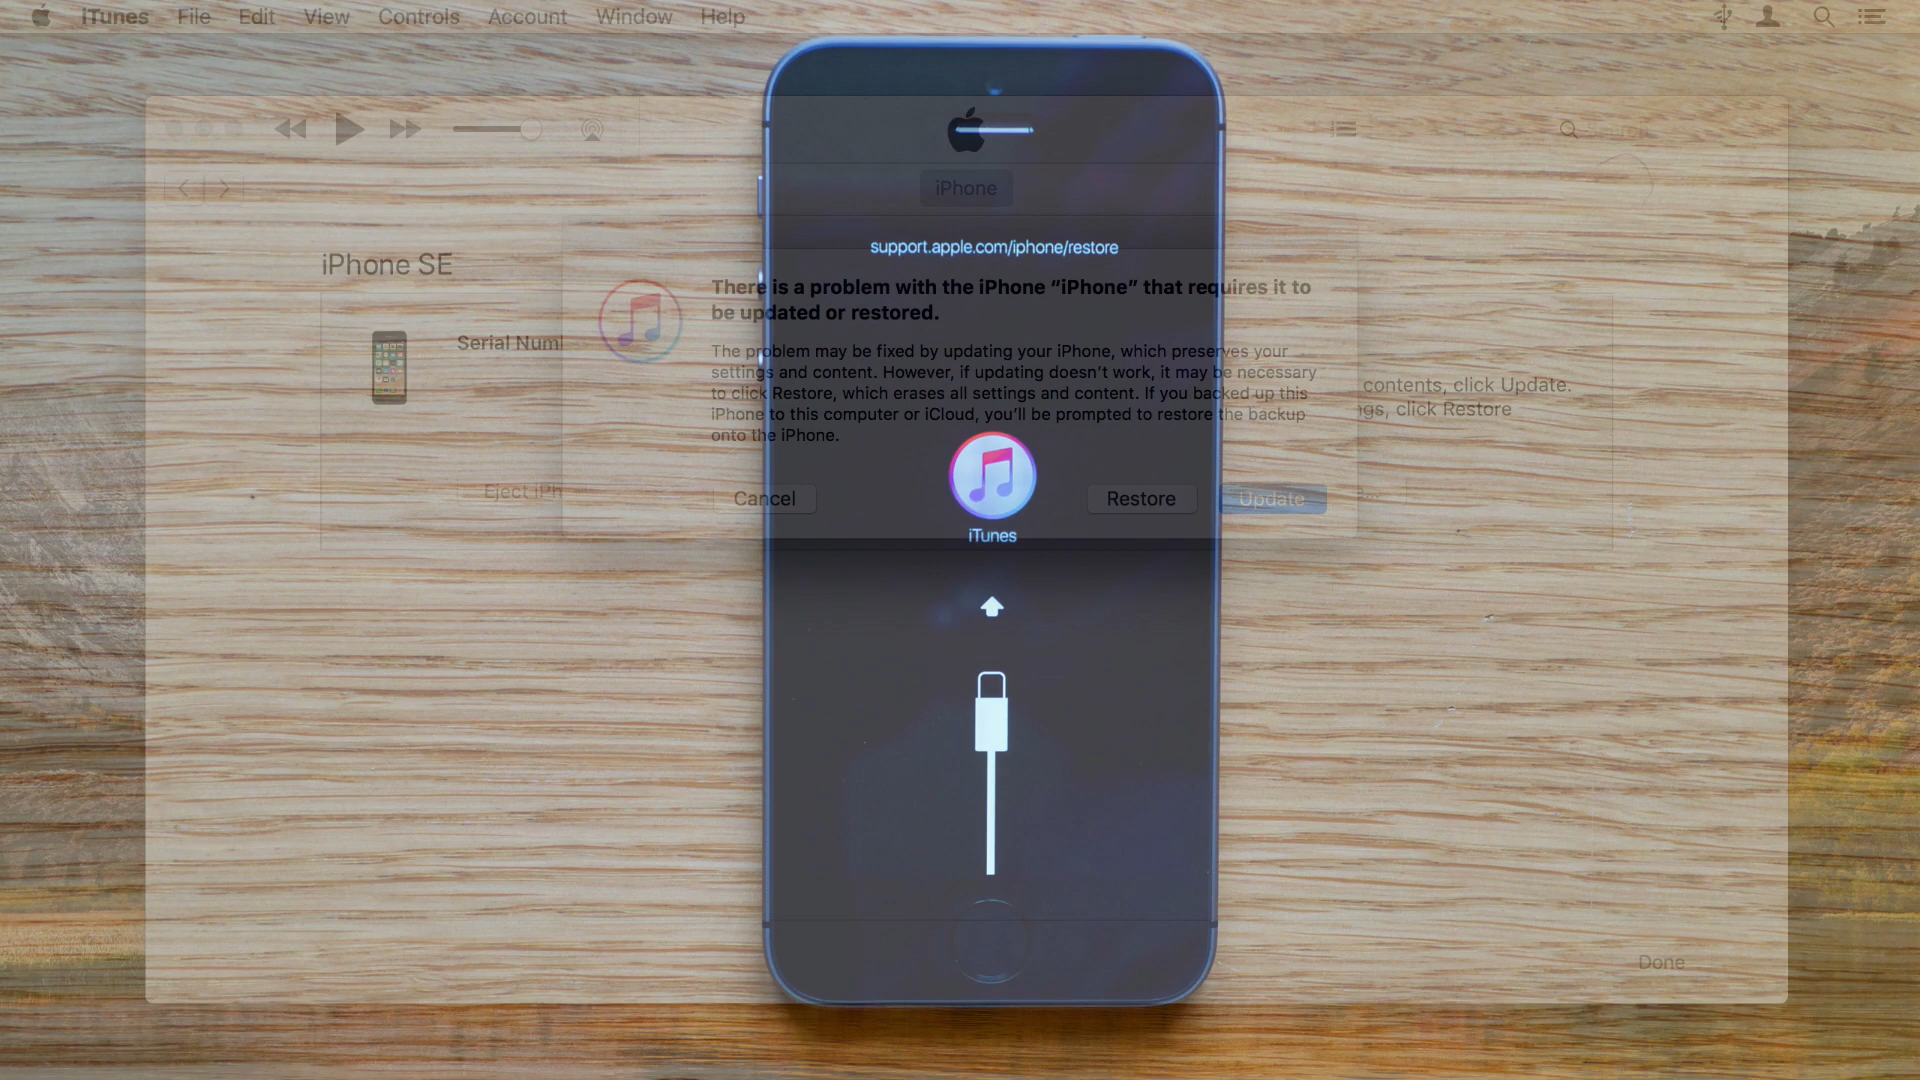 iTunes File Edit View Controls Account Window Help
Search
iPhone
support.apple.com/iphone/restore
iPhone SE
There is a problem with the iPhone “iPhone” that requires it to
be updated or restored.
Serial Num
The problem may be fixed by updating your iPhone, which preserves your
settings and content. However, if updating doesn’t work, it may be necessary
to click Restore, which erases all settings and content. If you backed up this
iPhone to this computer or iCloud, you’ll be prompted to restore the backup
onto the iPhone.
contents, click Update.
click Restore
Eject
Cancel
Restore
Update
iTunes
Done